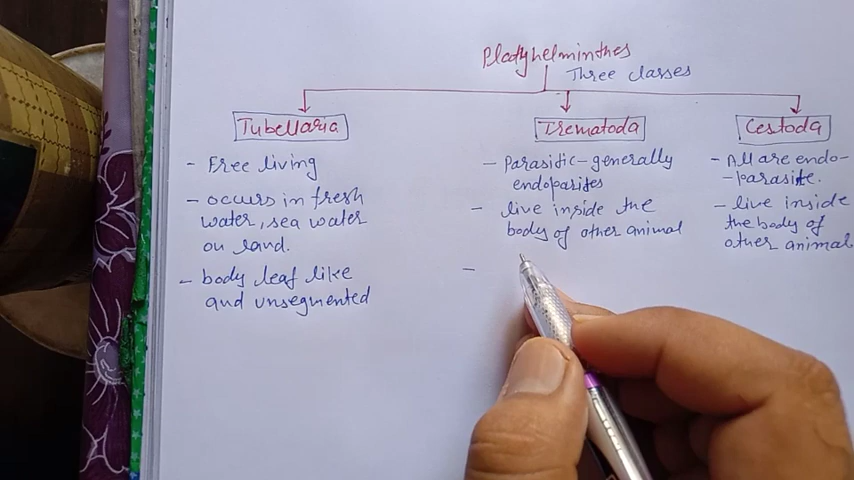 Platyhelminthes
Three classes
Tubellaria
- Free living
- occurs in fresh
water, sea water
on land.
- body leaf like
and unsegmented
Trematoda
- Parasitic-generally
endoparsites
- live inside the
body of other animal
-
Cestoda
- All are endo-
-parasite.
- live inside
the body of
other animal